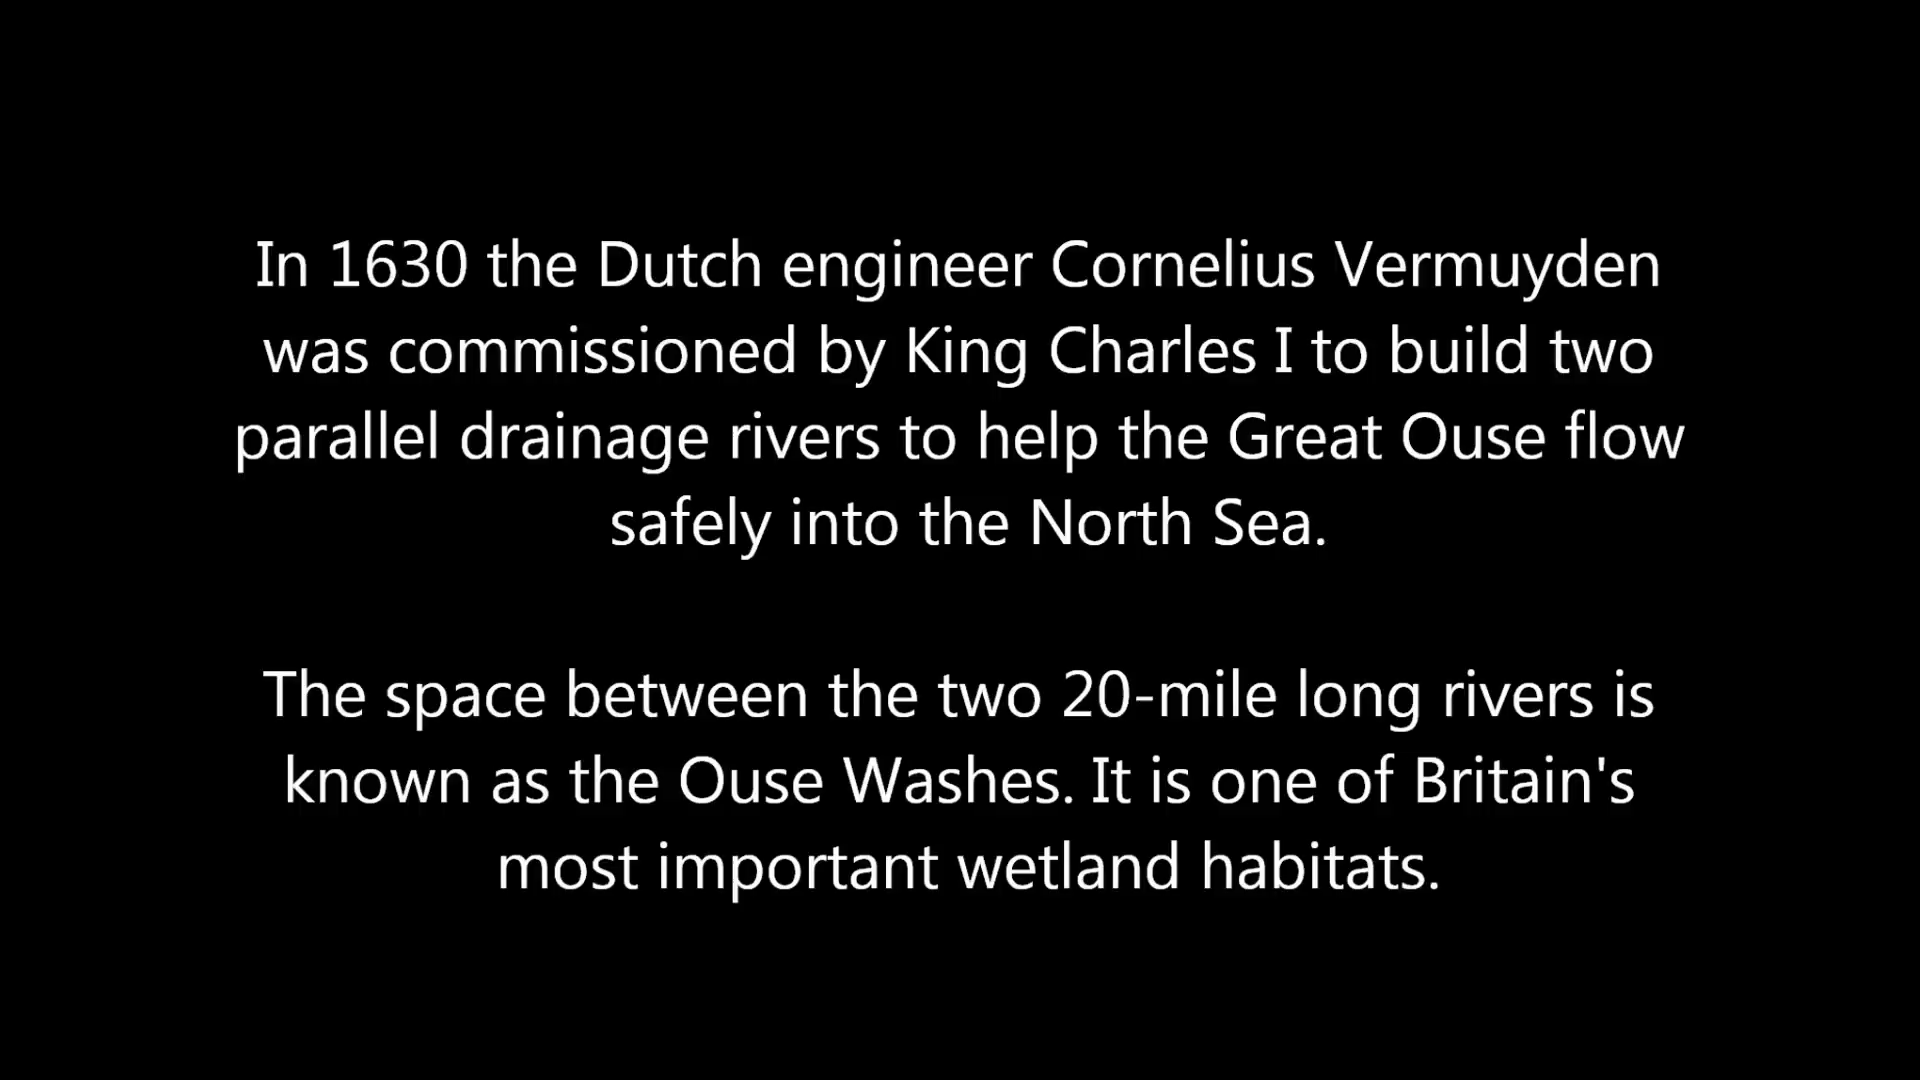 In 1630 the Dutch engineer Cornelius Vermuyden
was commissioned by King Charles I to build two
parallel drainage rivers to help the Great Ouse flow
safely into the North Sea.
The space between the two 20-mile long rivers is
known as the Ouse Washes. It is one of Britain's
most important wetland habitats.